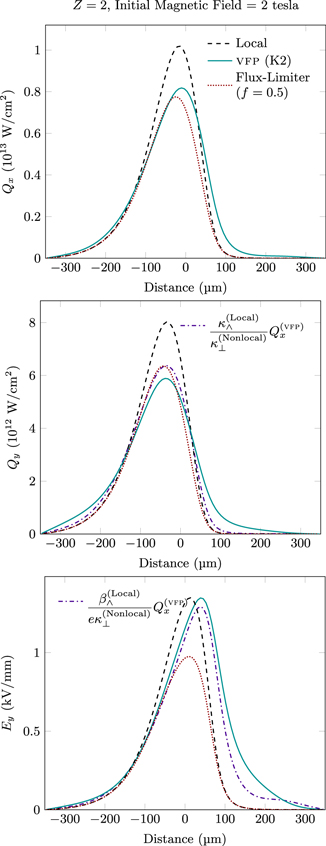 Z = 2, Initial Magnetic Field = 2 tesla
Local
VFP (K2)
Flux-Limiter
(f = 0.5)
Q_x (10^13 W/cm^2)
1
0.8
0.6
0.4
0.2
0
−300 −200 −100 0 100 200 300
Distance (µm)
κ_∧^(Local) / κ_⊥^(Nonlocal) Q_x^(VFP)
Q_y (10^12 W/cm^2)
8
6
4
2
0
−300 −200 −100 0 100 200 300
Distance (µm)
β_∧^(Local) / eκ_⊥^(Nonlocal) Q_x^(VFP)
E_y (kV/mm)
1
0.5
0
−300 −200 −100 0 100 200 300
Distance (µm)